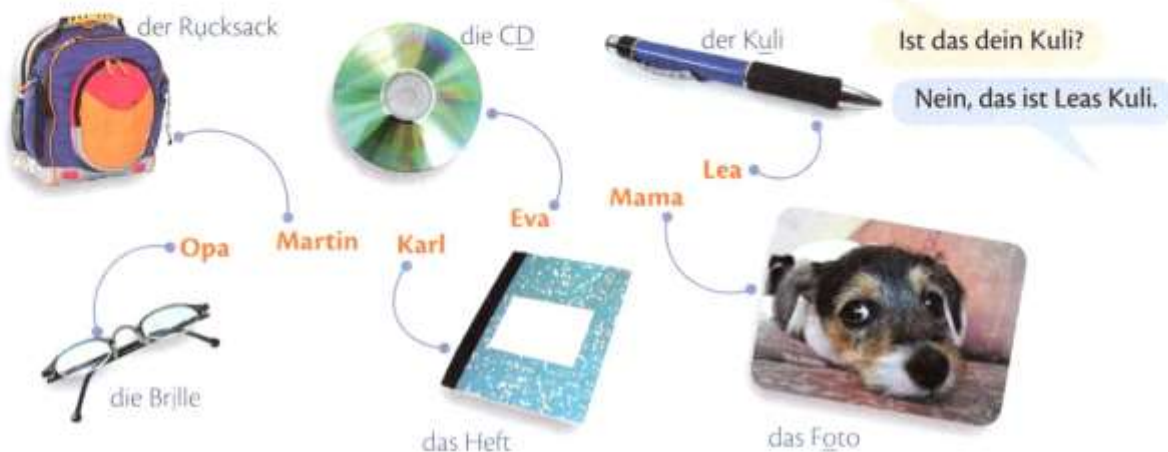 der Rucksack
die CD
der Kuli
Ist das dein Kuli?
Nein, das ist Leas Kuli.
Lea
Mama
Eva
Opa
Martin
Karl
die Brille
das Heft
das Foto